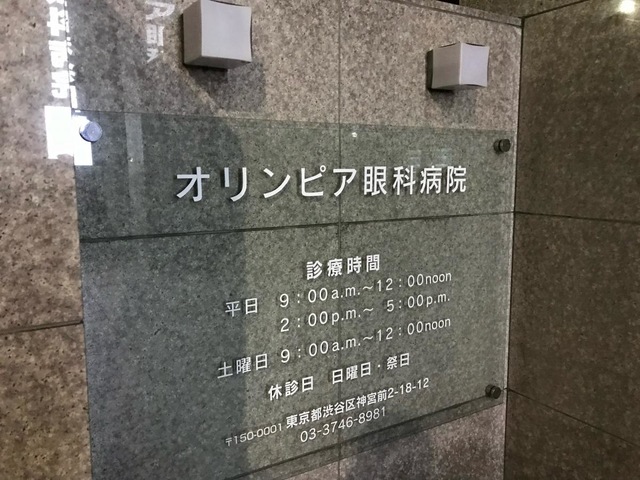 オリンピア眼科病院
診療時間
平日 9:00a.m.～12:00noon
2:00p.m.～ 5:00p.m.
土曜日 9:00a.m.～12:00noon
休診日 日曜日・祭日
〒150-0001 東京都渋谷区神宮前2-18-12
03-3746-8981